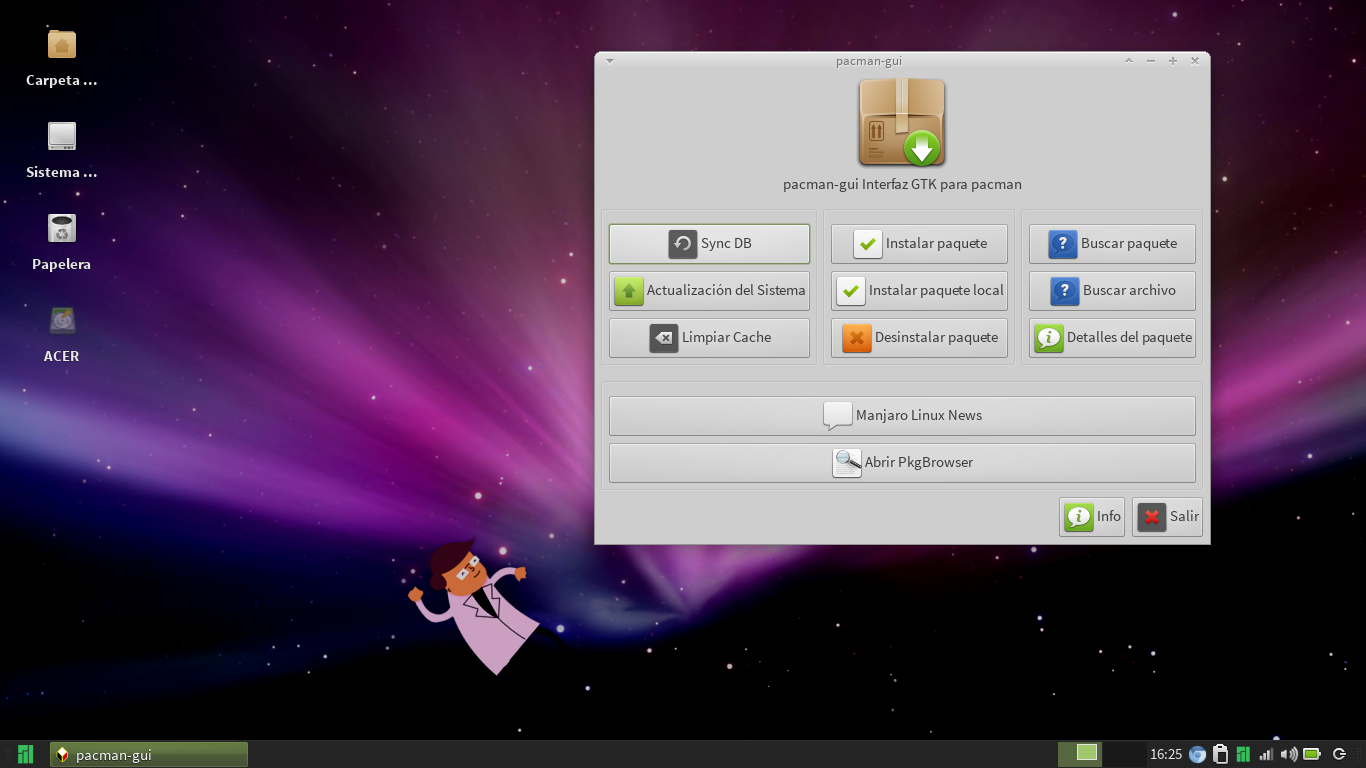 Carpeta ...
Sistema ...
Papelera
ACER
pacman-gui
pacman-gui Interfaz GTK para pacman
Sync DB
Actualización del Sistema
Limpiar Cache
Instalar paquete
Instalar paquete local
Desinstalar paquete
Buscar paquete
Buscar archivo
Detalles del paquete
Manjaro Linux News
Abrir PkgBrowser
Info
Salir
pacman-gui
16:25